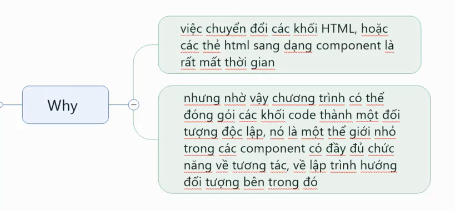 Why
việc chuyển đổi các khối HTML, hoặc
các thẻ html sang dạng component là
rất mất thời gian
nhưng nhờ vậy chương trình có thể
đóng gói các khối code thành một đối
tượng độc lập, nó là một thế giới nhỏ
trong các component có đầy đủ chức
năng về tương tác, về lập trình hướng
đối tượng bên trong đó